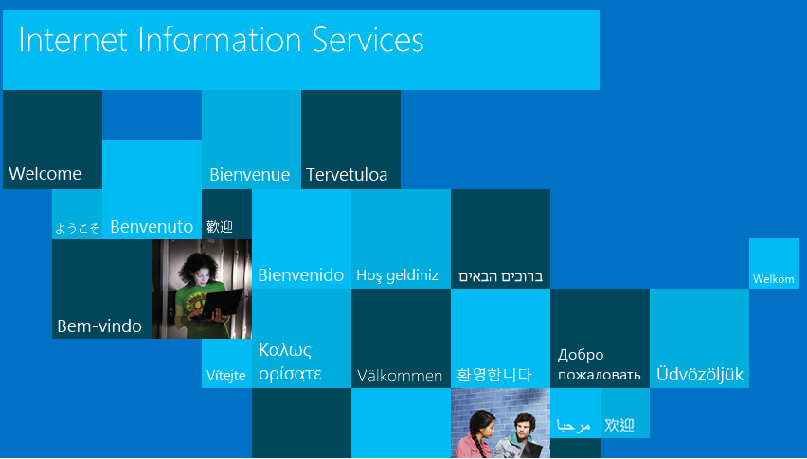 Internet Information Services
Welcome
Bienvenue
Tervetuloa
ようこそ
Benvenuto
歡迎
Bienvenido
Hoş geldiniz
ברוכים הבאים
Welkom
Bem-vindo
Vítejte
Καλώς
ορίσατε
Välkommen
환영합니다
Добро
пожаловать
Üdvözöljük
مرحبا
欢迎